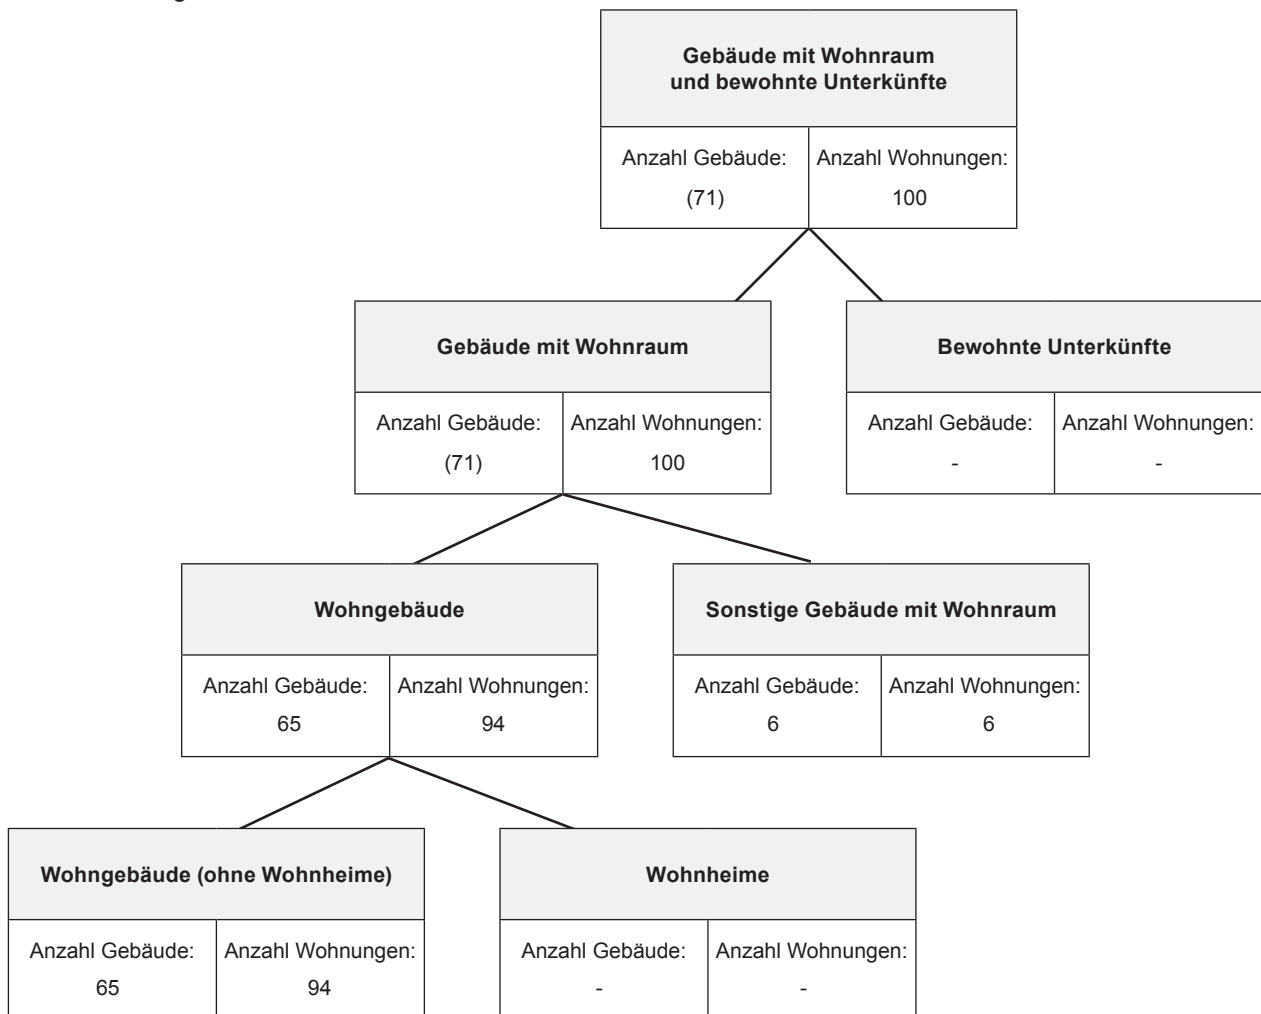 Gebäude mit Wohnraum
und bewohnte Unterkünfte
Anzahl Gebäude: Anzahl Wohnungen:
(71) 100
Gebäude mit Wohnraum Bewohnte Unterkünfte
Anzahl Gebäude: Anzahl Wohnungen: Anzahl Gebäude: Anzahl Wohnungen:
(71) 100 - -
Wohngebäude Sonstige Gebäude mit Wohnraum
Anzahl Gebäude: Anzahl Wohnungen: Anzahl Gebäude: Anzahl Wohnungen:
65 94 6 6
Wohngebäude (ohne Wohnheime) Wohnheime
Anzahl Gebäude: Anzahl Wohnungen: Anzahl Gebäude: Anzahl Wohnungen:
65 94 - -